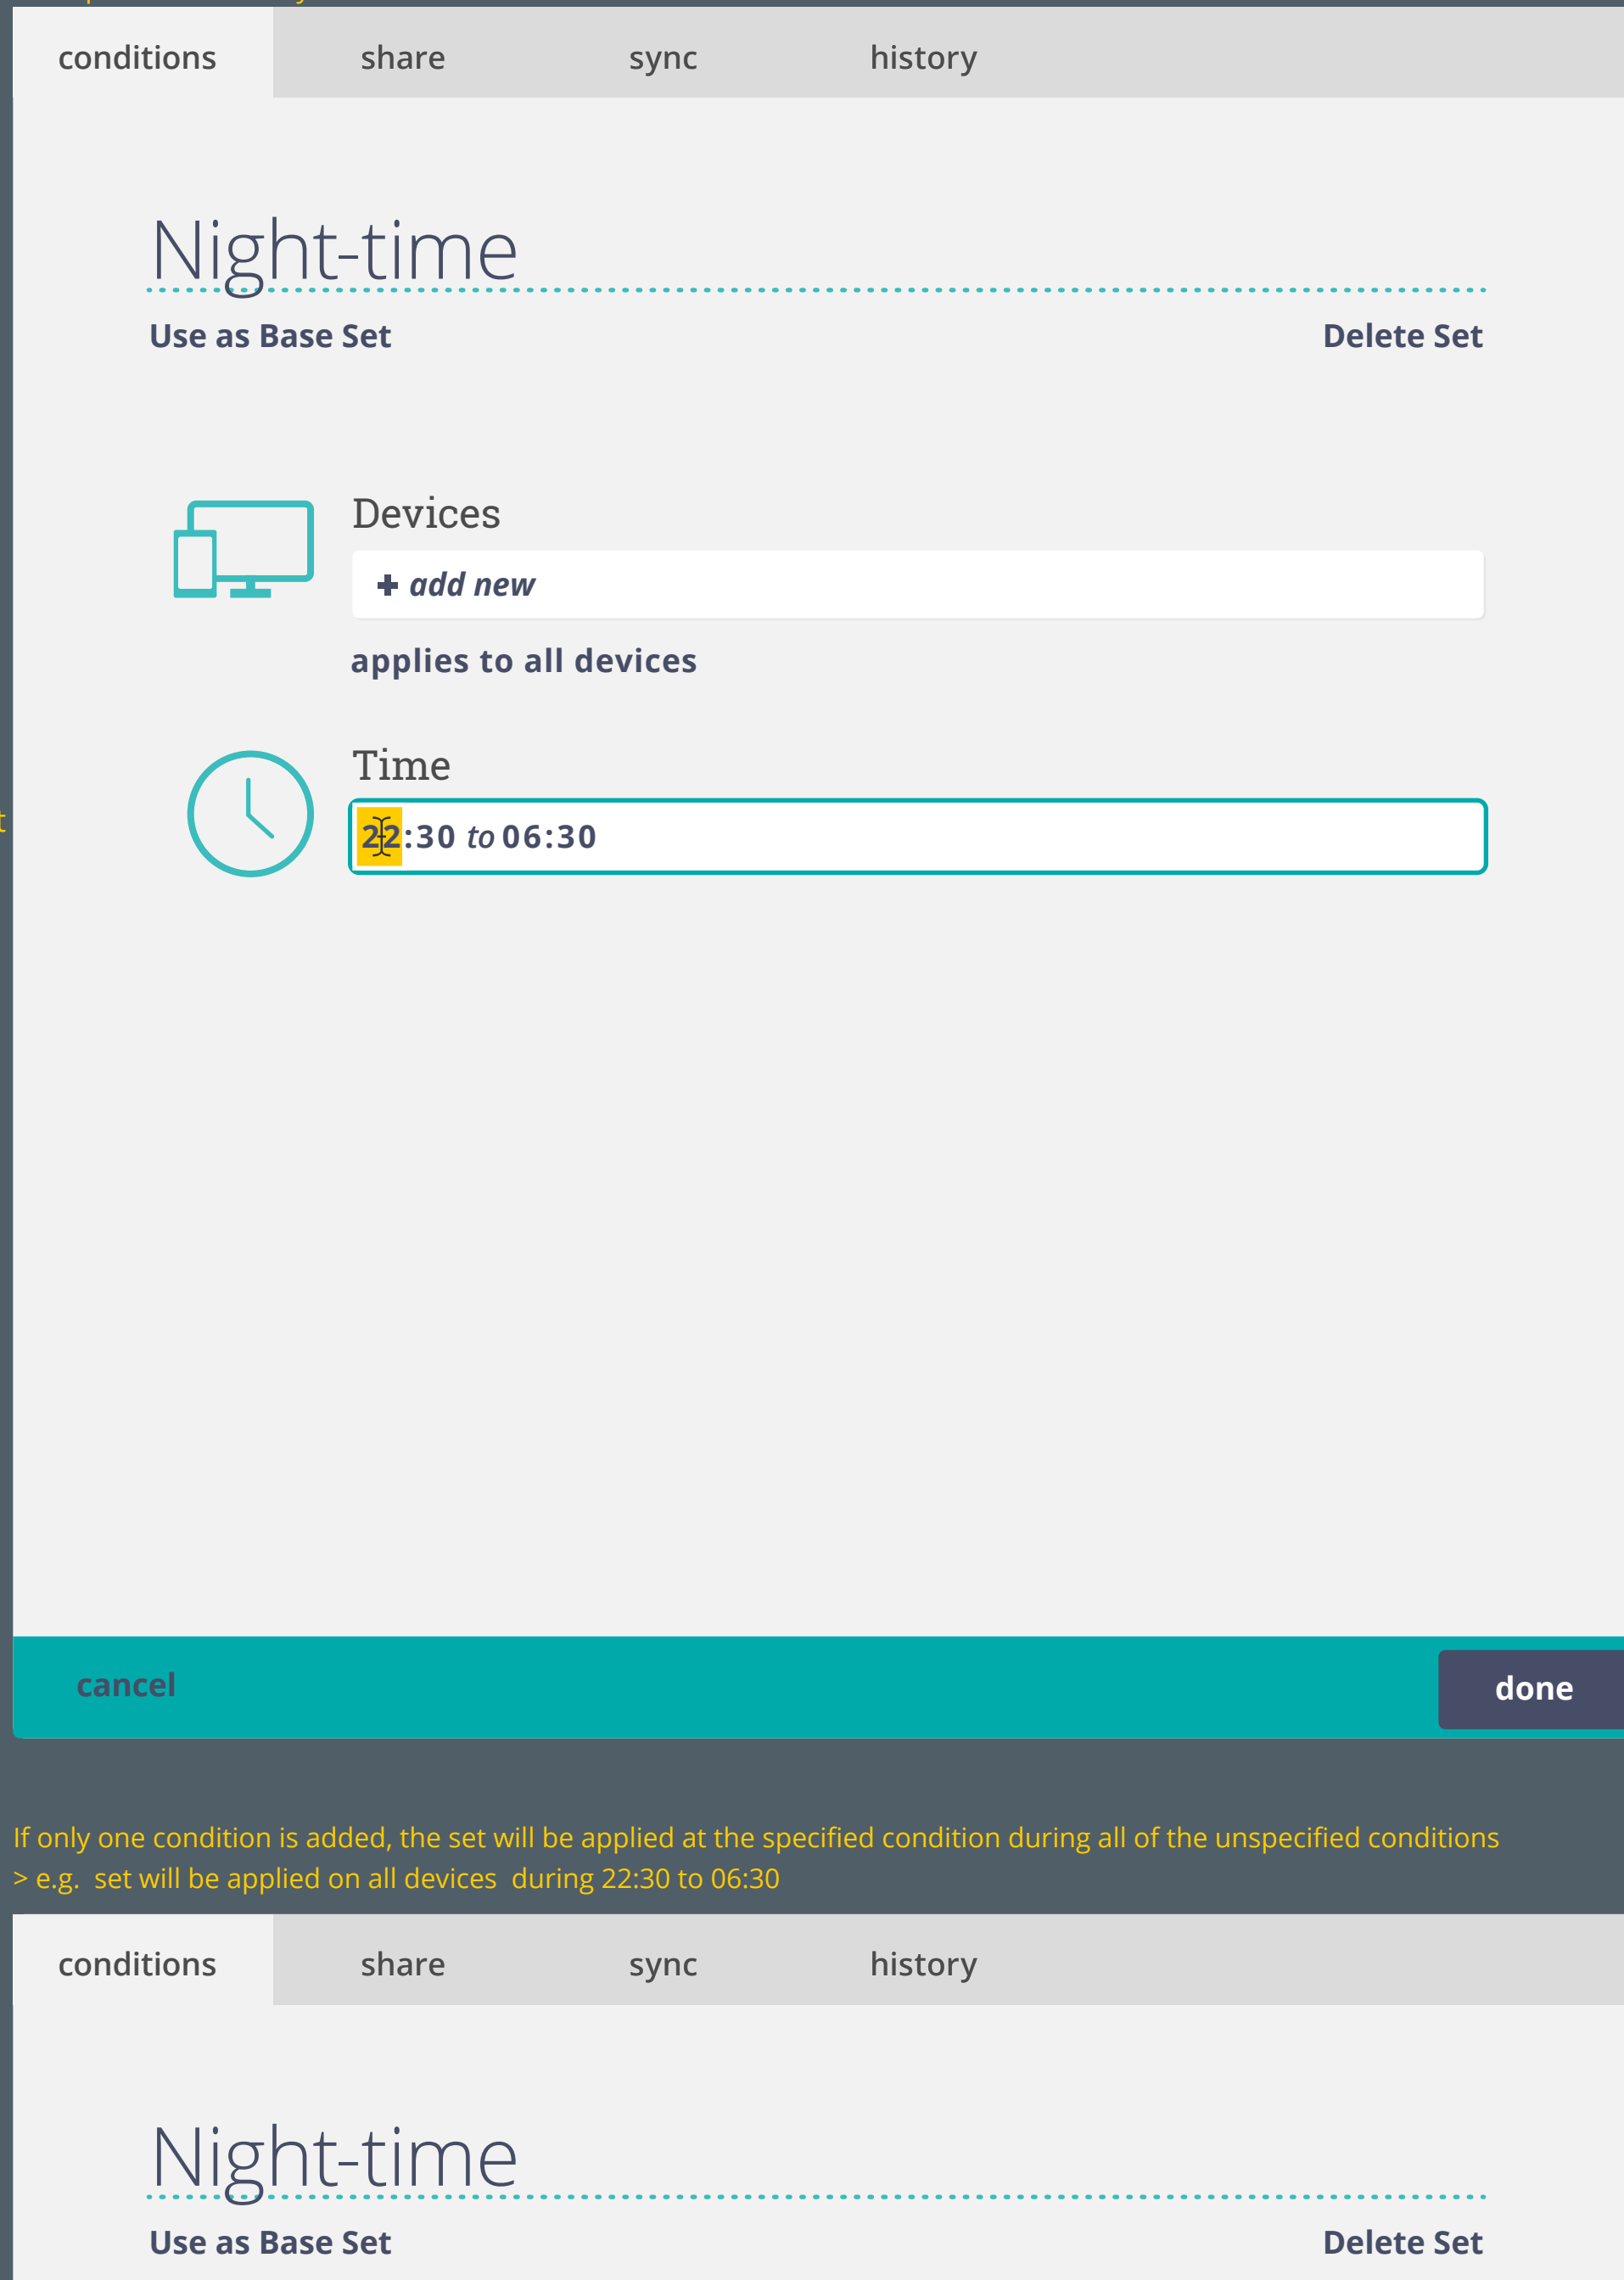 conditions share sync history
Night-time
Use as Base Set Delete Set
Devices
+ add new
applies to all devices
Time
22:30 to 06:30
cancel done
If only one condition is added, the set will be applied at the specified condition during all of the unspecified conditions
> e.g. set will be applied on all devices during 22:30 to 06:30
conditions share sync history
Night-time
Use as Base Set Delete Set